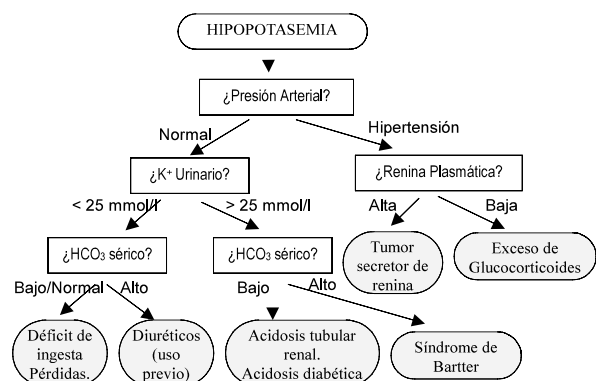 HIPOPOTASEMIA
¿Presión Arterial?
Normal
Hipertensión
¿K⁺ Urinario?
¿Renina Plasmática?
< 25 mmol/l
> 25 mmol/l
Alta
Baja
¿HCO₃ sérico?
¿HCO₃ sérico?
Tumor
secretor de
renina
Exceso de
Glucocorticoides
Bajo/Normal
Alto
Bajo
Alto
Déficit de
ingesta
Pérdidas.
Diuréticos
(uso
previo)
Acidosis tubular
renal.
Acidosis diabética
Síndrome de
Bartter